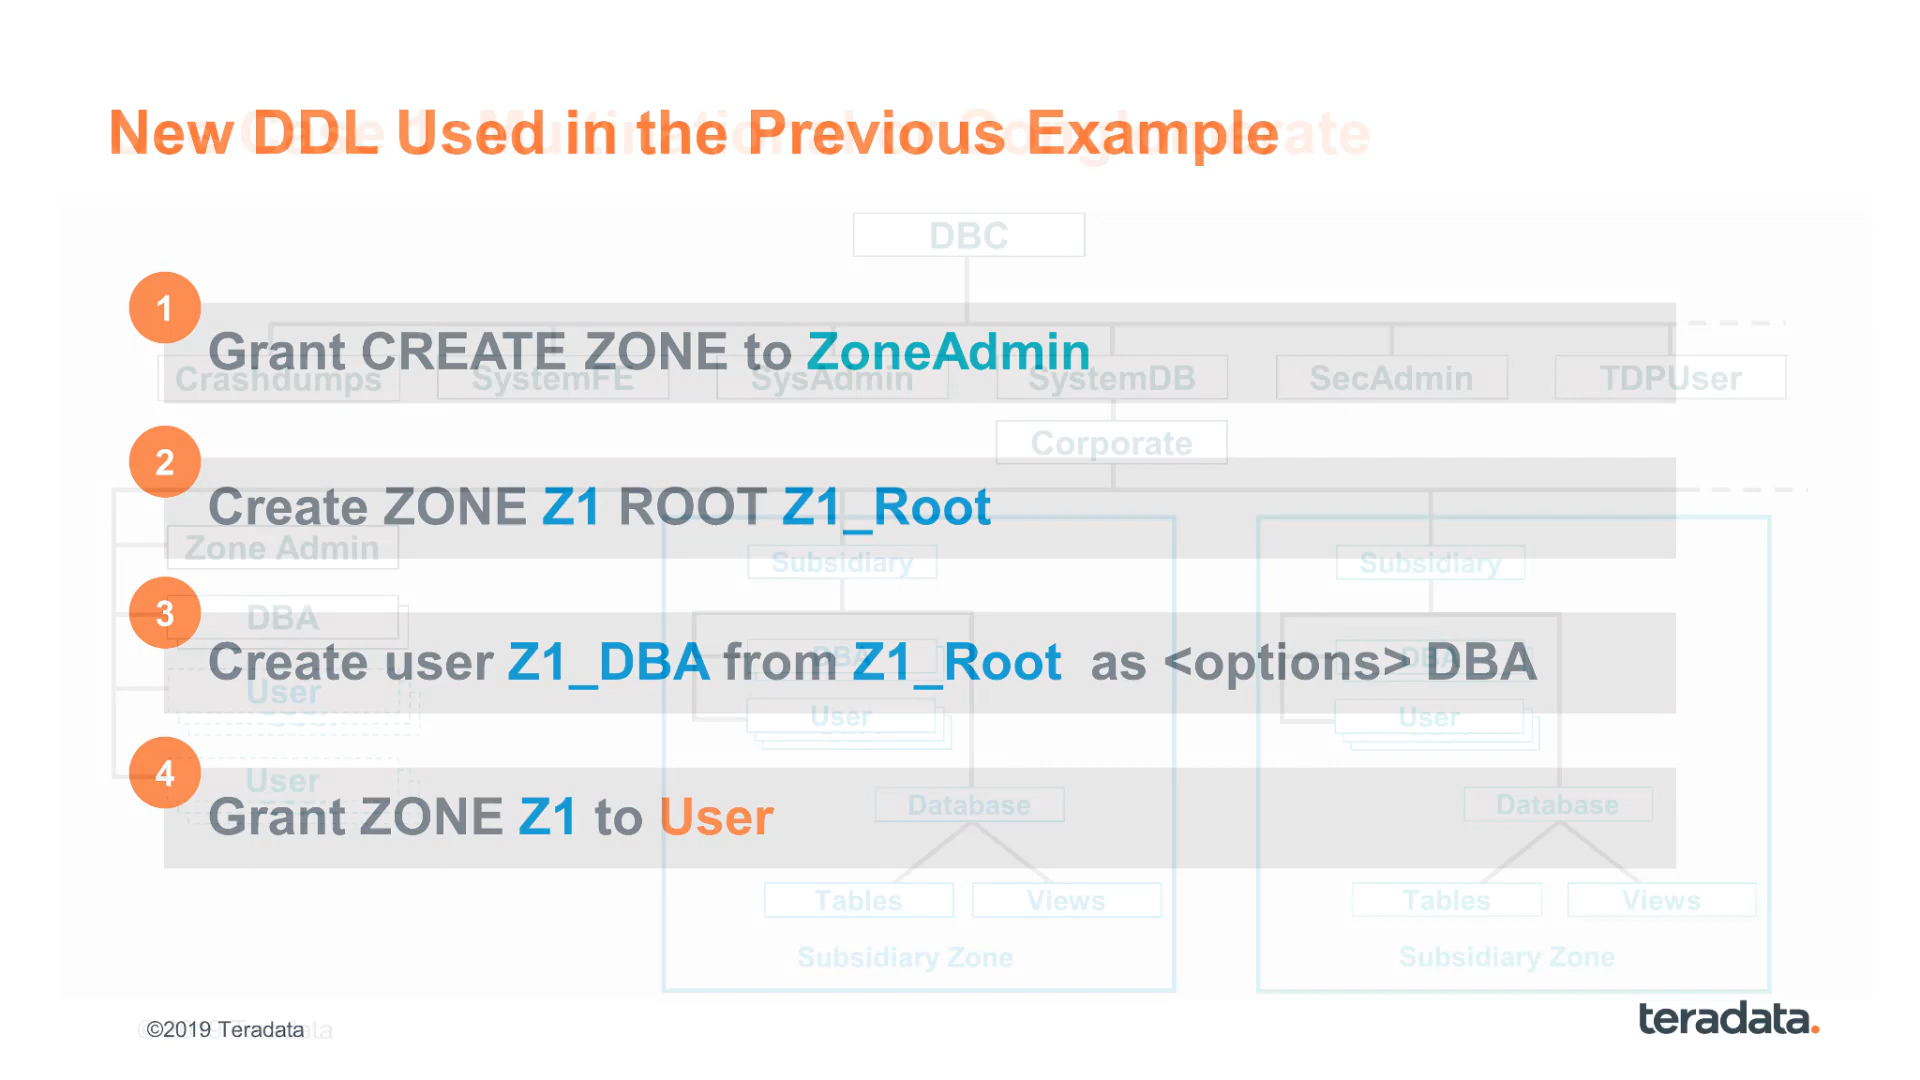 New DDL Used in the Previous Example
DBC
1
Grant CREATE ZONE to ZoneAdmin
Crashdumps
SystemFE
SysAdmin
SystemDB
SecAdmin
TDPUser
Corporate
2
Create ZONE Z1 ROOT Z1_Root
Zone Admin
Subsidiary
Subsidiary
3
DBA
Create user Z1_DBA from Z1_Root as <options> DBA
DBA
DBA
User
User
User
4
User
Grant ZONE Z1 to User
Database
Database
Tables
Views
Tables
Views
Subsidiary Zone
Subsidiary Zone
©2019 Teradata
teradata.